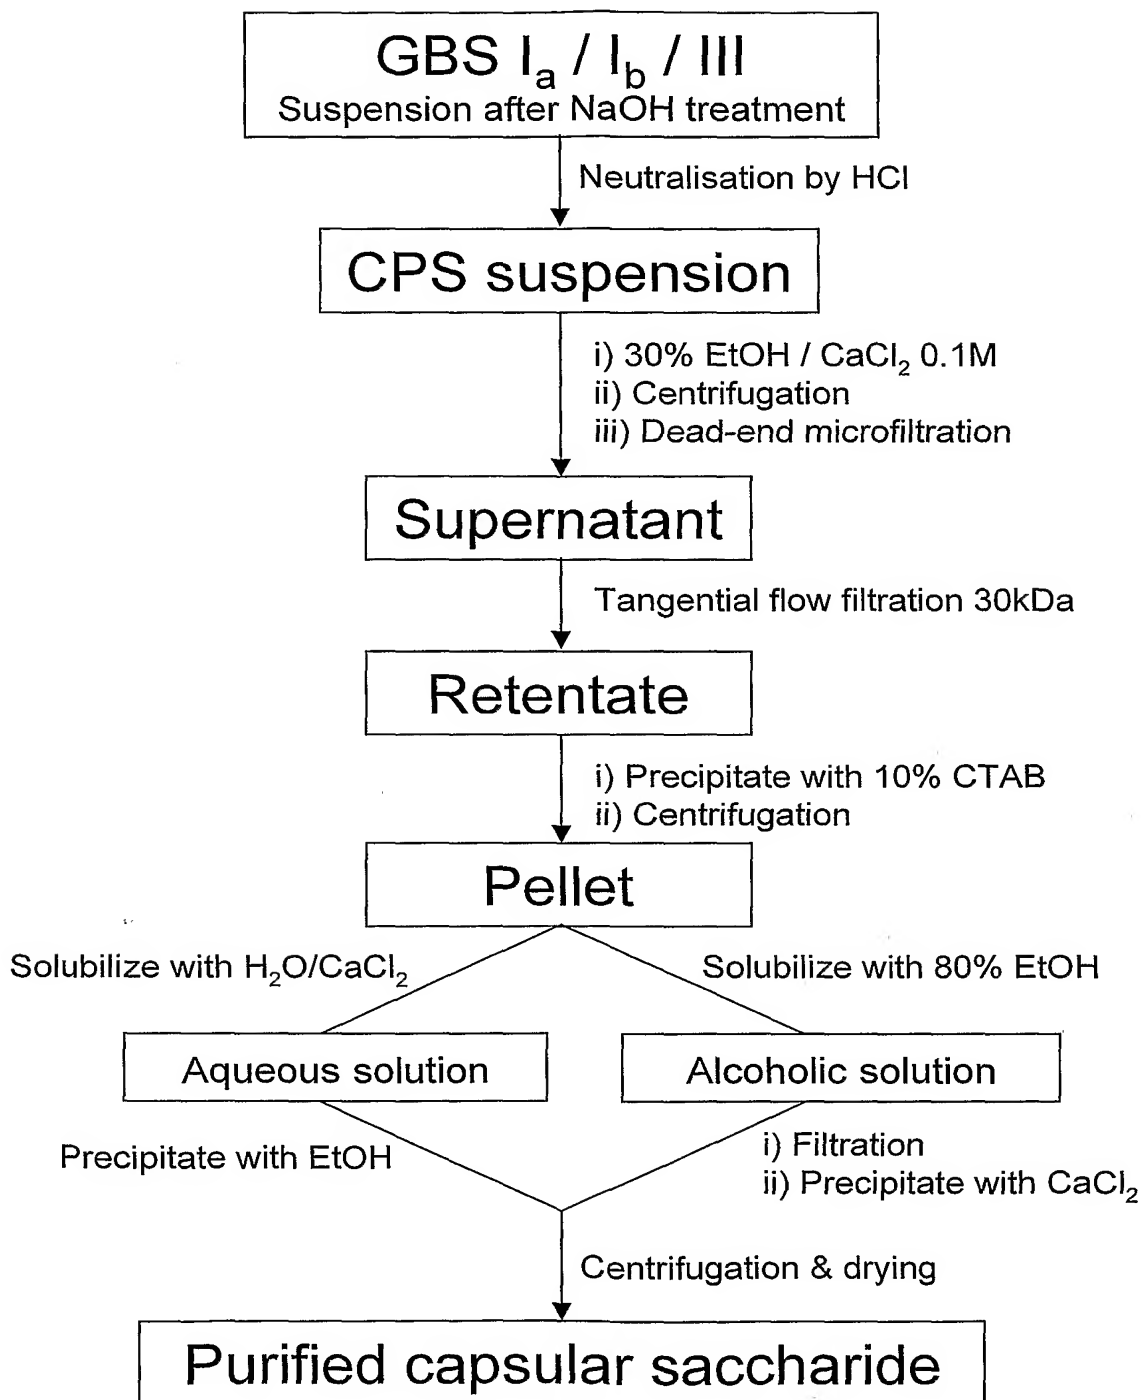 GBS Ia / Ib / III
Suspension after NaOH treatment
Neutralisation by HCl
CPS suspension
i) 30% EtOH / CaCl2 0.1M
ii) Centrifugation
iii) Dead-end microfiltration
Supernatant
Tangential flow filtration 30kDa
Retentate
i) Precipitate with 10% CTAB
ii) Centrifugation
Pellet
Solubilize with H2O/CaCl2
Solubilize with 80% EtOH
Aqueous solution
Alcoholic solution
Precipitate with EtOH
i) Filtration
ii) Precipitate with CaCl2
Centrifugation & drying
Purified capsular saccharide